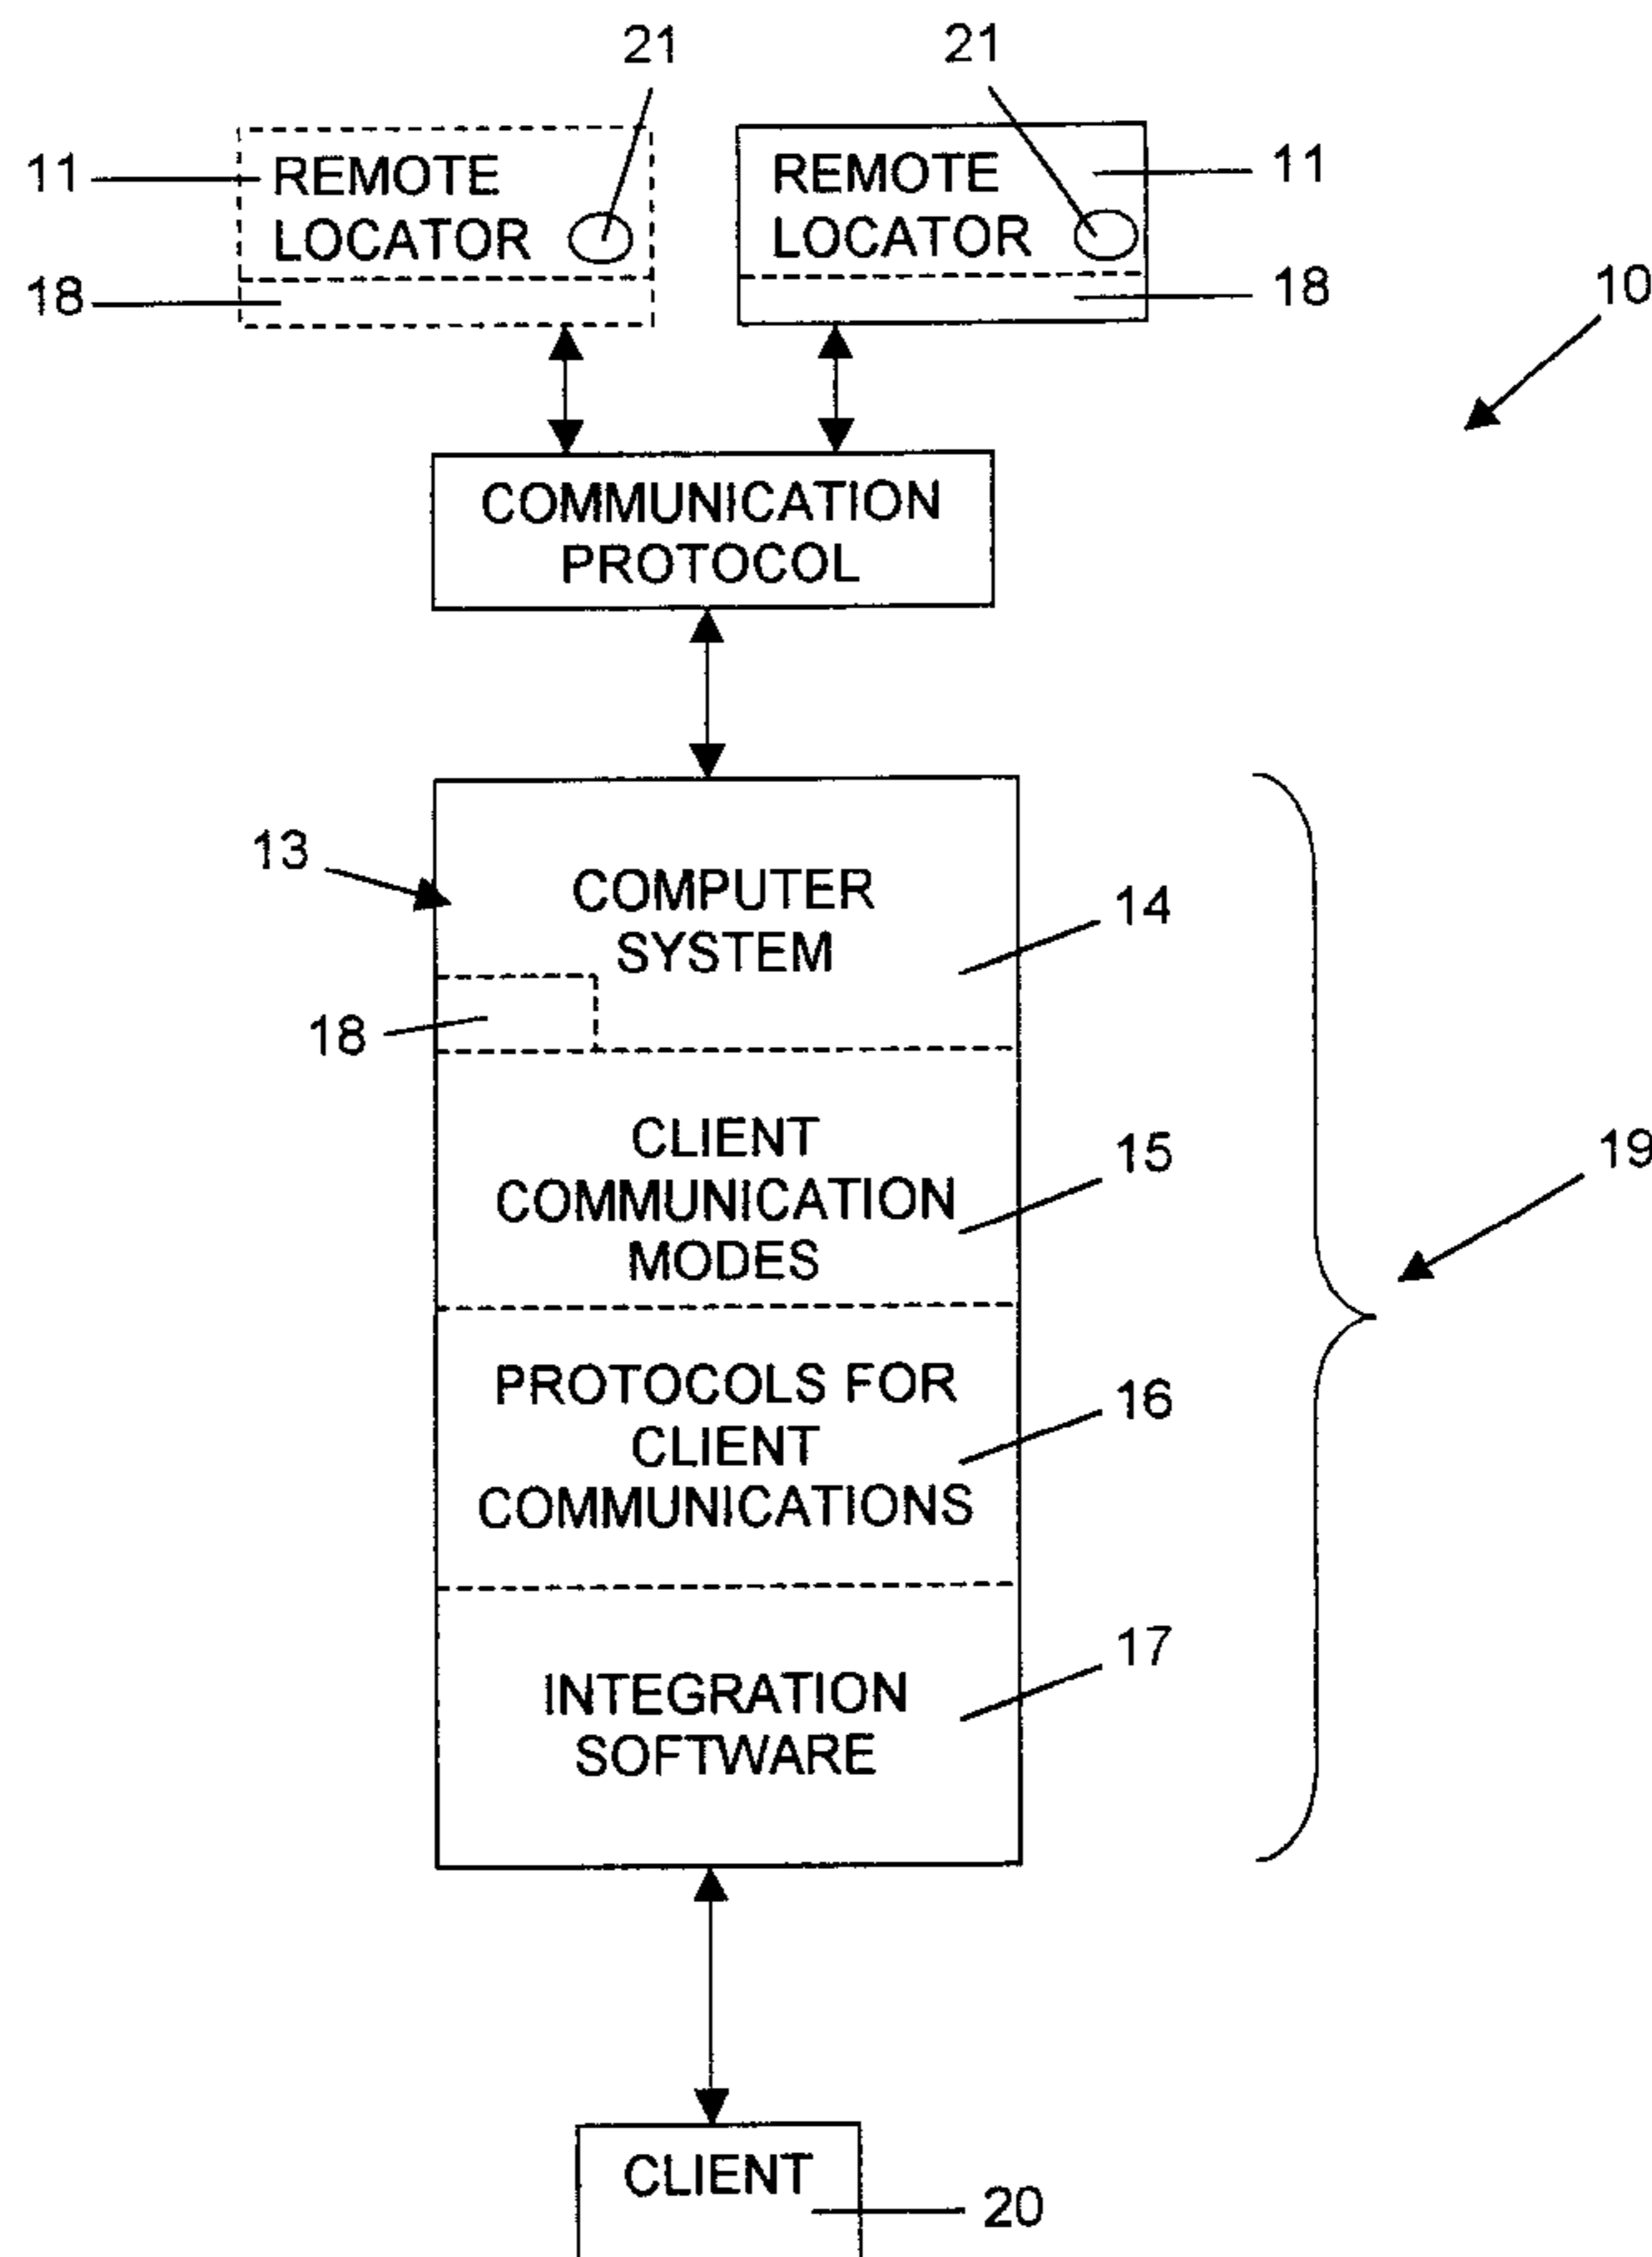 21
21
11
REMOTE
LOCATOR
REMOTE
LOCATOR
11
18
18
10
COMMUNICATION
PROTOCOL
13
COMPUTER
SYSTEM
14
18
CLIENT
COMMUNICATION
MODES
15
19
PROTOCOLS FOR
CLIENT
COMMUNICATIONS
16
INTEGRATION
SOFTWARE
17
CLIENT
20